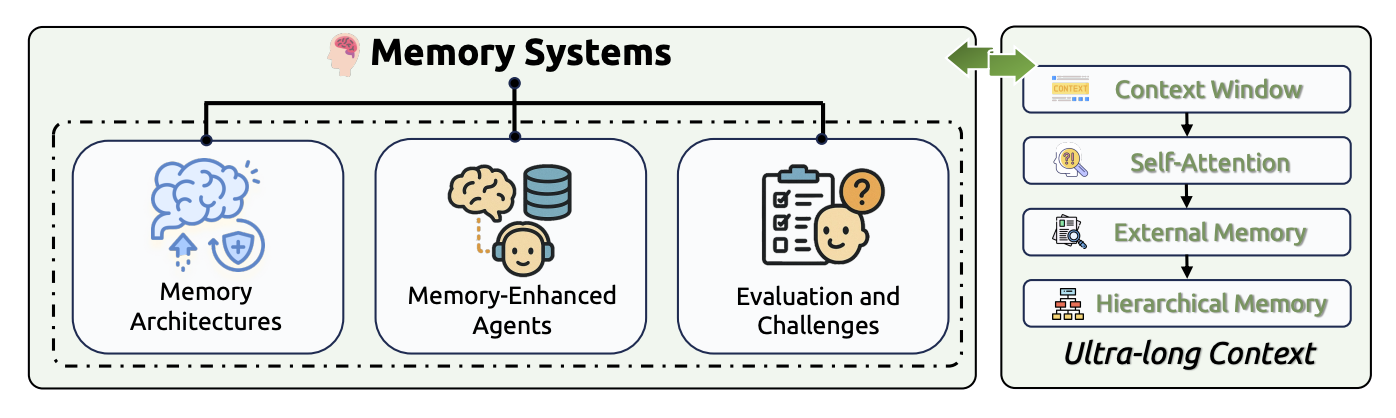 Memory Systems
Memory
Architectures
Memory-Enhanced
Agents
?
Evaluation and
Challenges
CONTEXT
Context Window
?!
Self-Attention
External Memory
Hierarchical Memory
Ultra-long Context